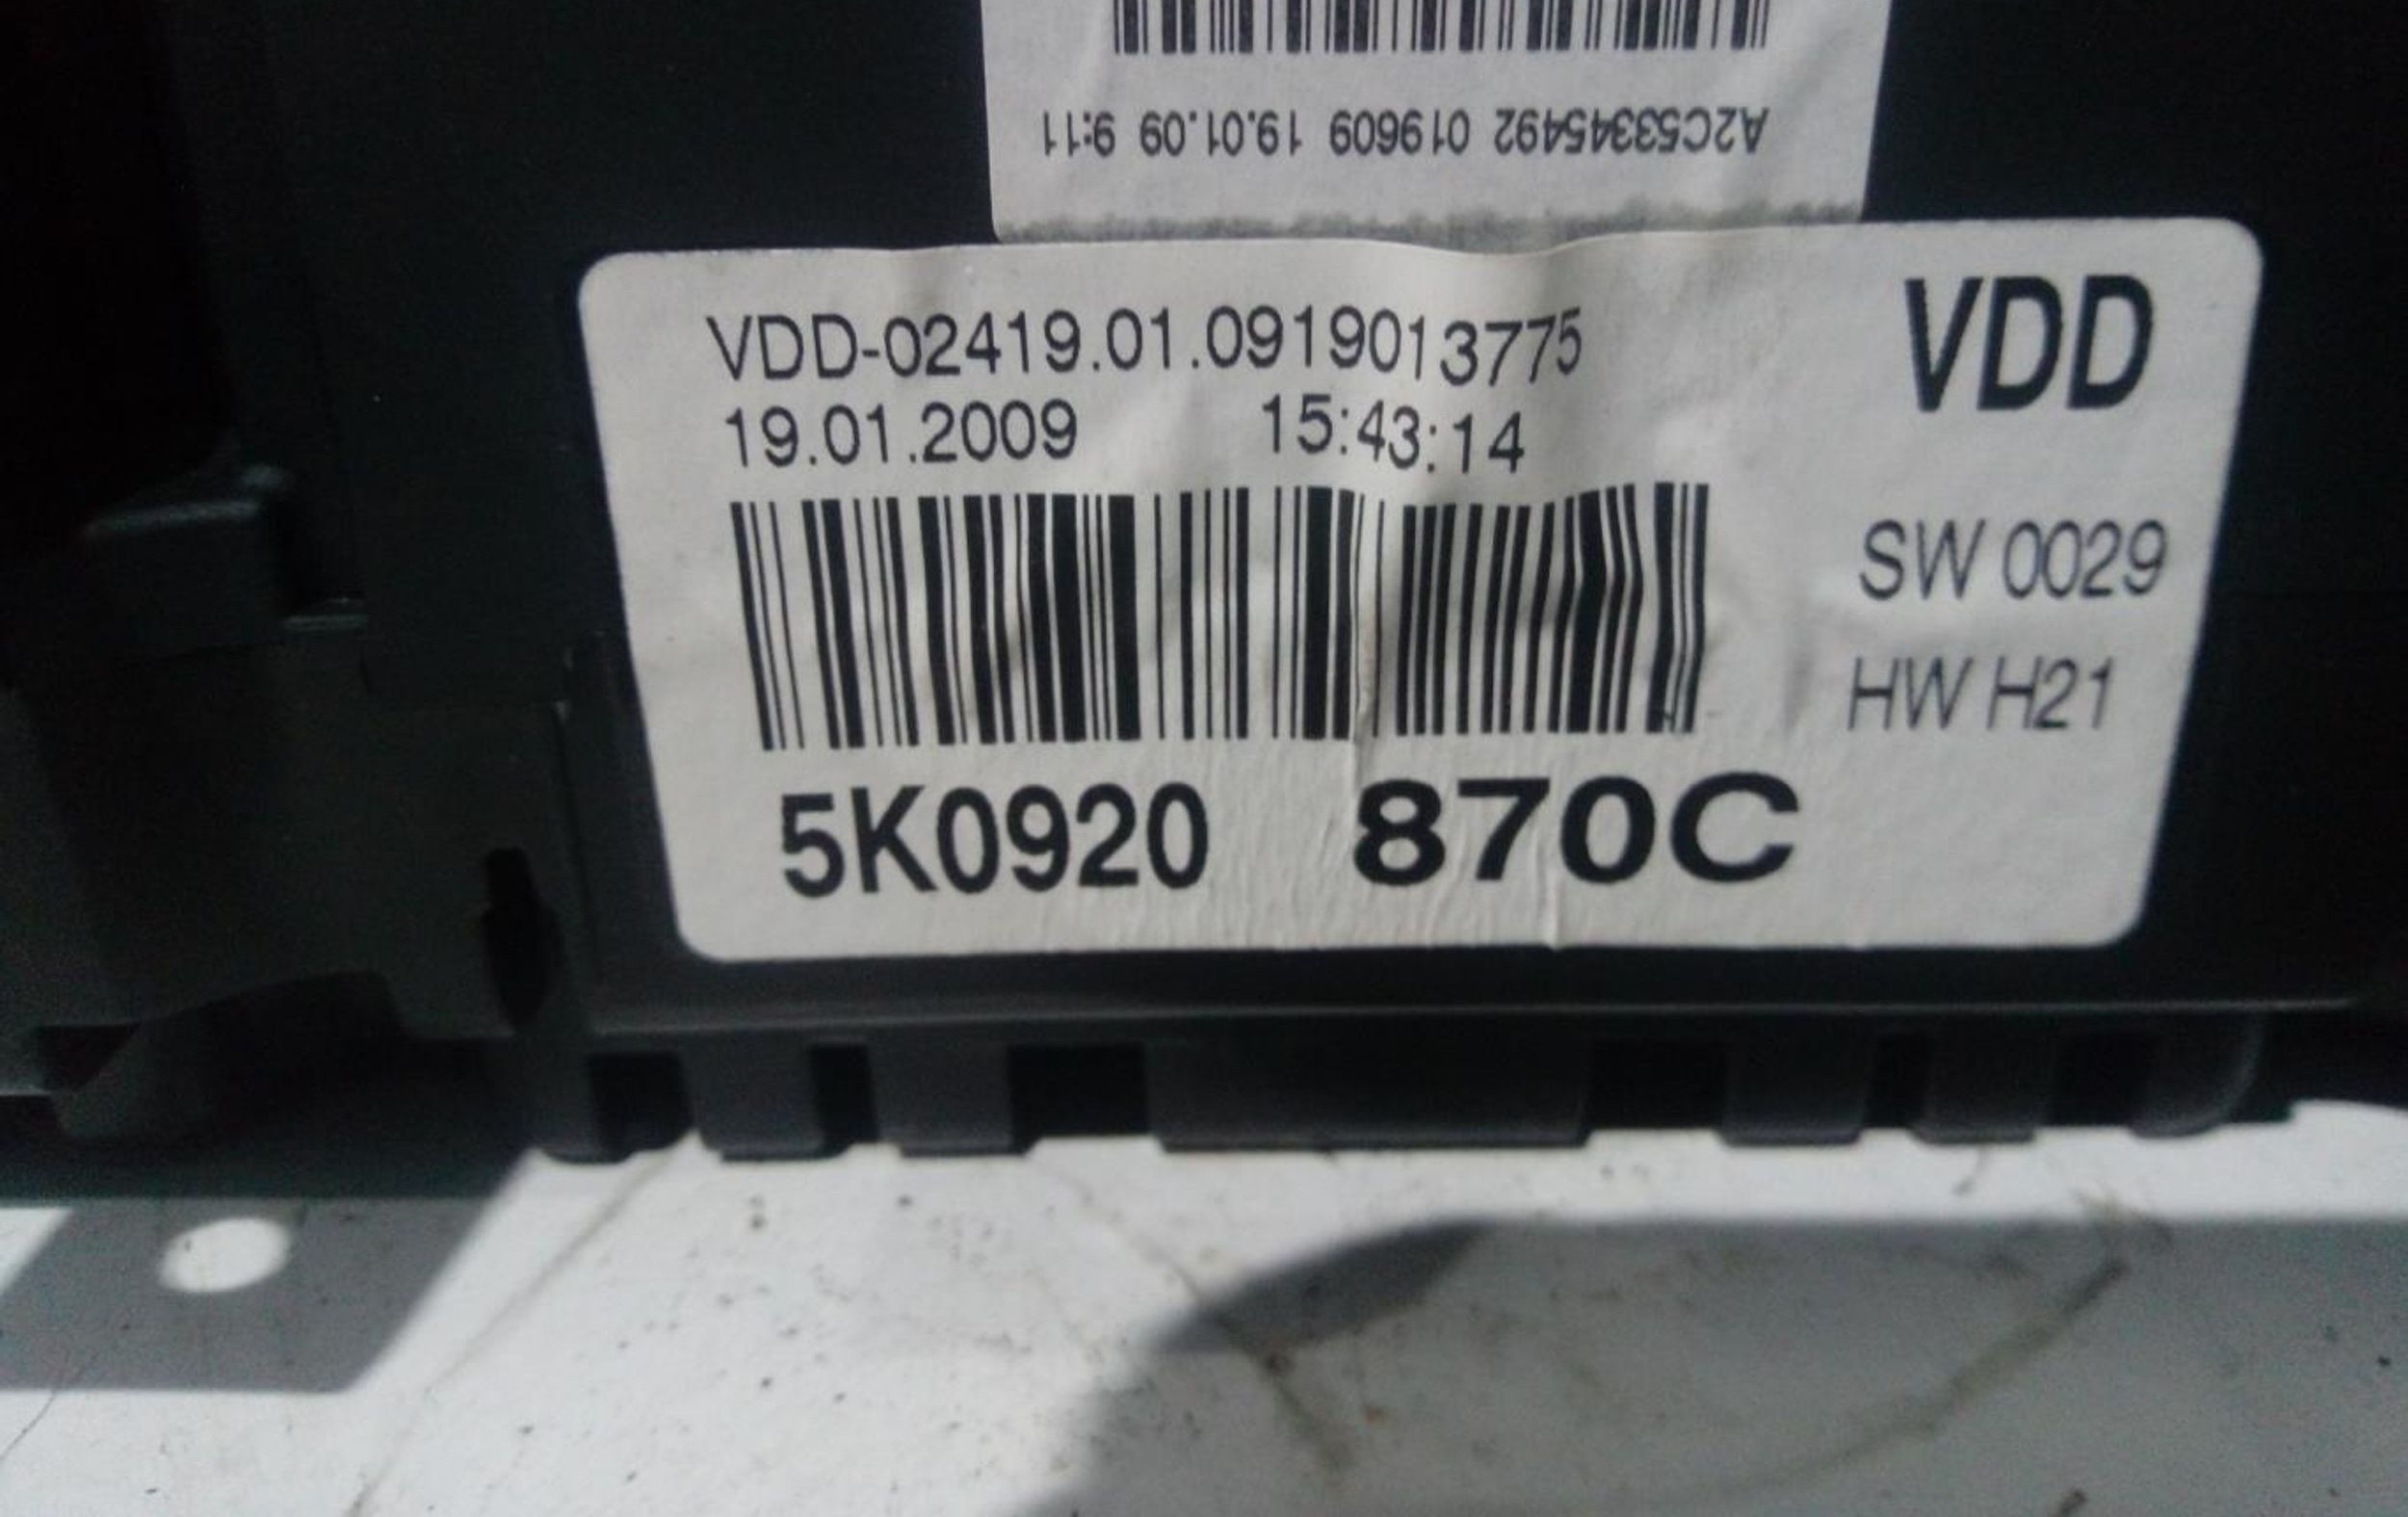 A2C53345492 019609 19.01.09 9:11
VDD-02419.01.0919013775
VDD
19.01.2009 15:43:14
SW 0029
HW H21
5K0920 870C